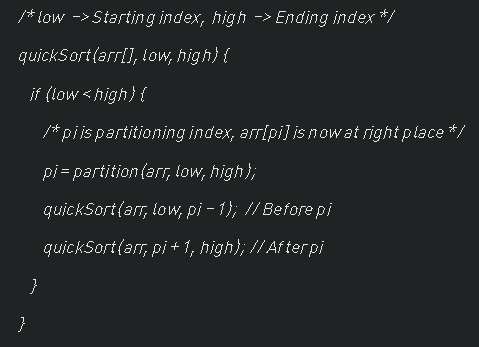 /* low -> Starting index, high -> Ending index */
quickSort(arr[], low, high) {
if (low < high) {
/* pi is partitioning index, arr[pi] is now at right place */
pi = partition(arr, low, high);
quickSort(arr, low, pi - 1); // Before pi
quickSort(arr, pi + 1, high); // After pi
}
}